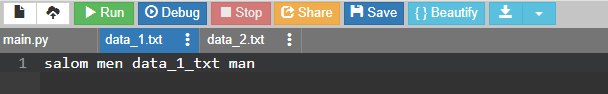 Run Debug Stop Share Save { } Beautify
main.py data_1.txt data_2.txt
1 salom men data_1_txt man